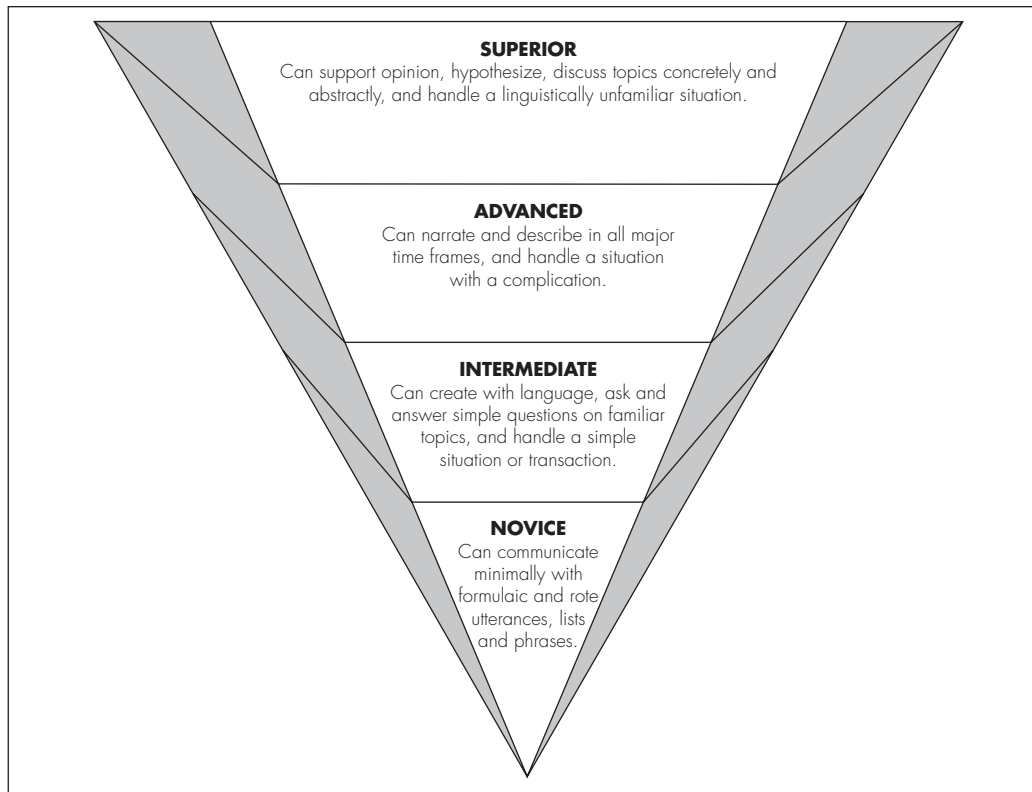 SUPERIOR
Can support opinion, hypothesize, discuss topics concretely and
abstractly, and handle a linguistically unfamiliar situation.
ADVANCED
Can narrate and describe in all major
time frames, and handle a situation
with a complication.
INTERMEDIATE
Can create with language, ask and
answer simple questions on familiar
topics, and handle a simple
situation or transaction.
NOVICE
Can communicate
minimally with
formulaic and rote
utterances, lists
and phrases.